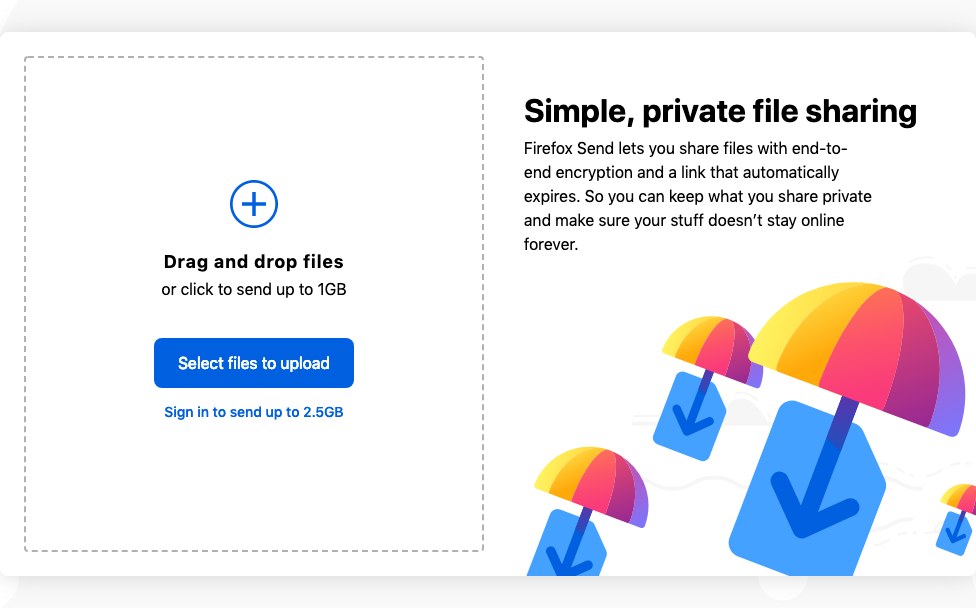 Simple, private file sharing
Firefox Send lets you share files with end-to-
end encryption and a link that automatically
expires. So you can keep what you share private
and make sure your stuff doesn’t stay online
forever.
Drag and drop files
or click to send up to 1GB
Select files to upload
Sign in to send up to 2.5GB